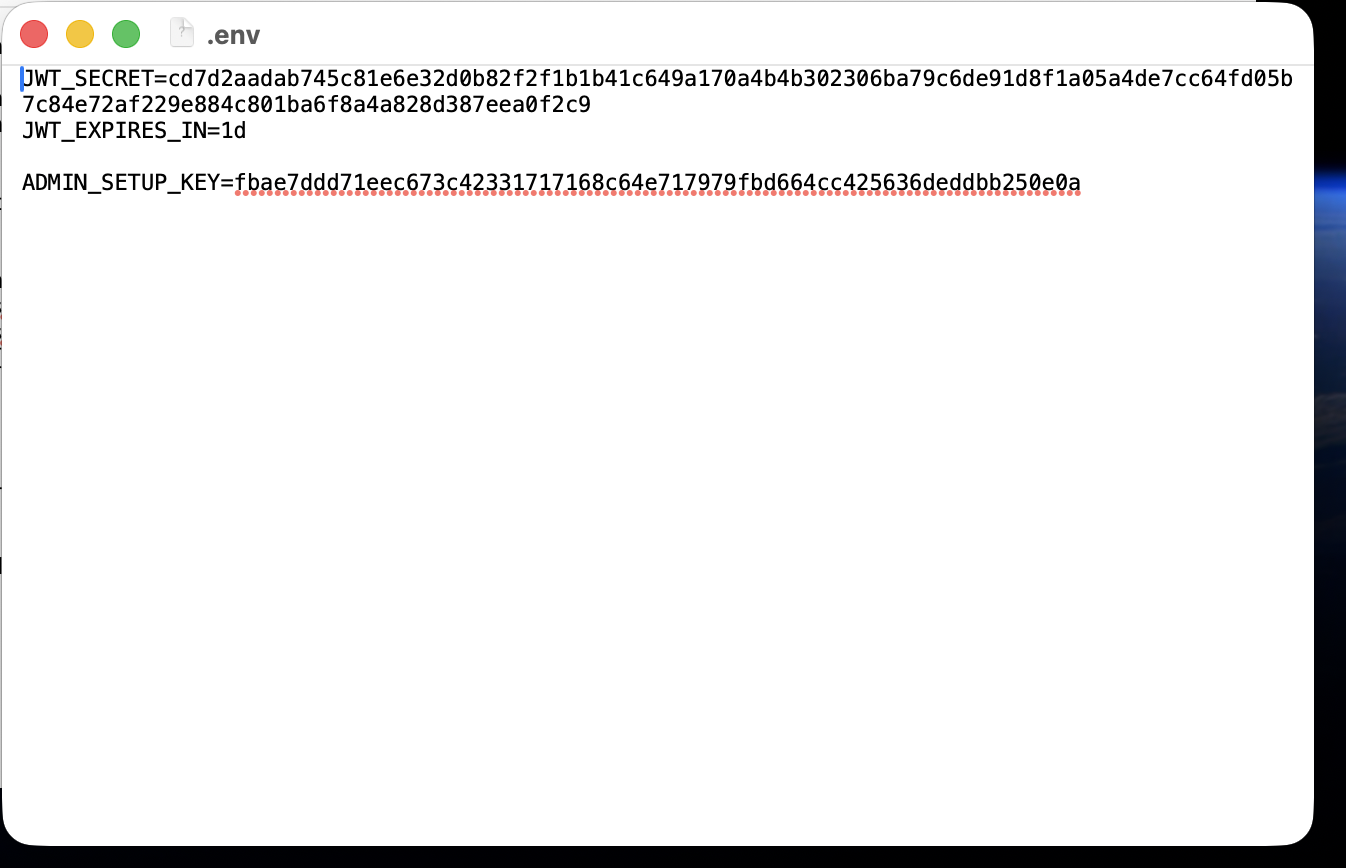 .env
JWT_SECRET=cd7d2aadab745c81e6e32d0b82f2f1b1b41c649a170a4b4b302306ba79c6de91d8f1a05a4de7cc64fd05b
7c84e72af229e884c801ba6f8a4a828d387eea0f2c9
JWT_EXPIRES_IN=1d
ADMIN_SETUP_KEY=fbae7ddd71eec673c42331717168c64e717979fbd664cc425636deddbb250e0a